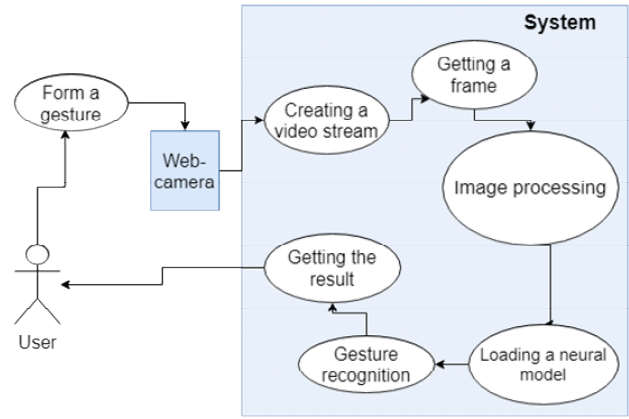 System
Form a
gesture
Web-
camera
Creating a
video stream
Getting a
frame
Image processing
Loading a neural
model
Gesture
recognition
Getting the
result
User